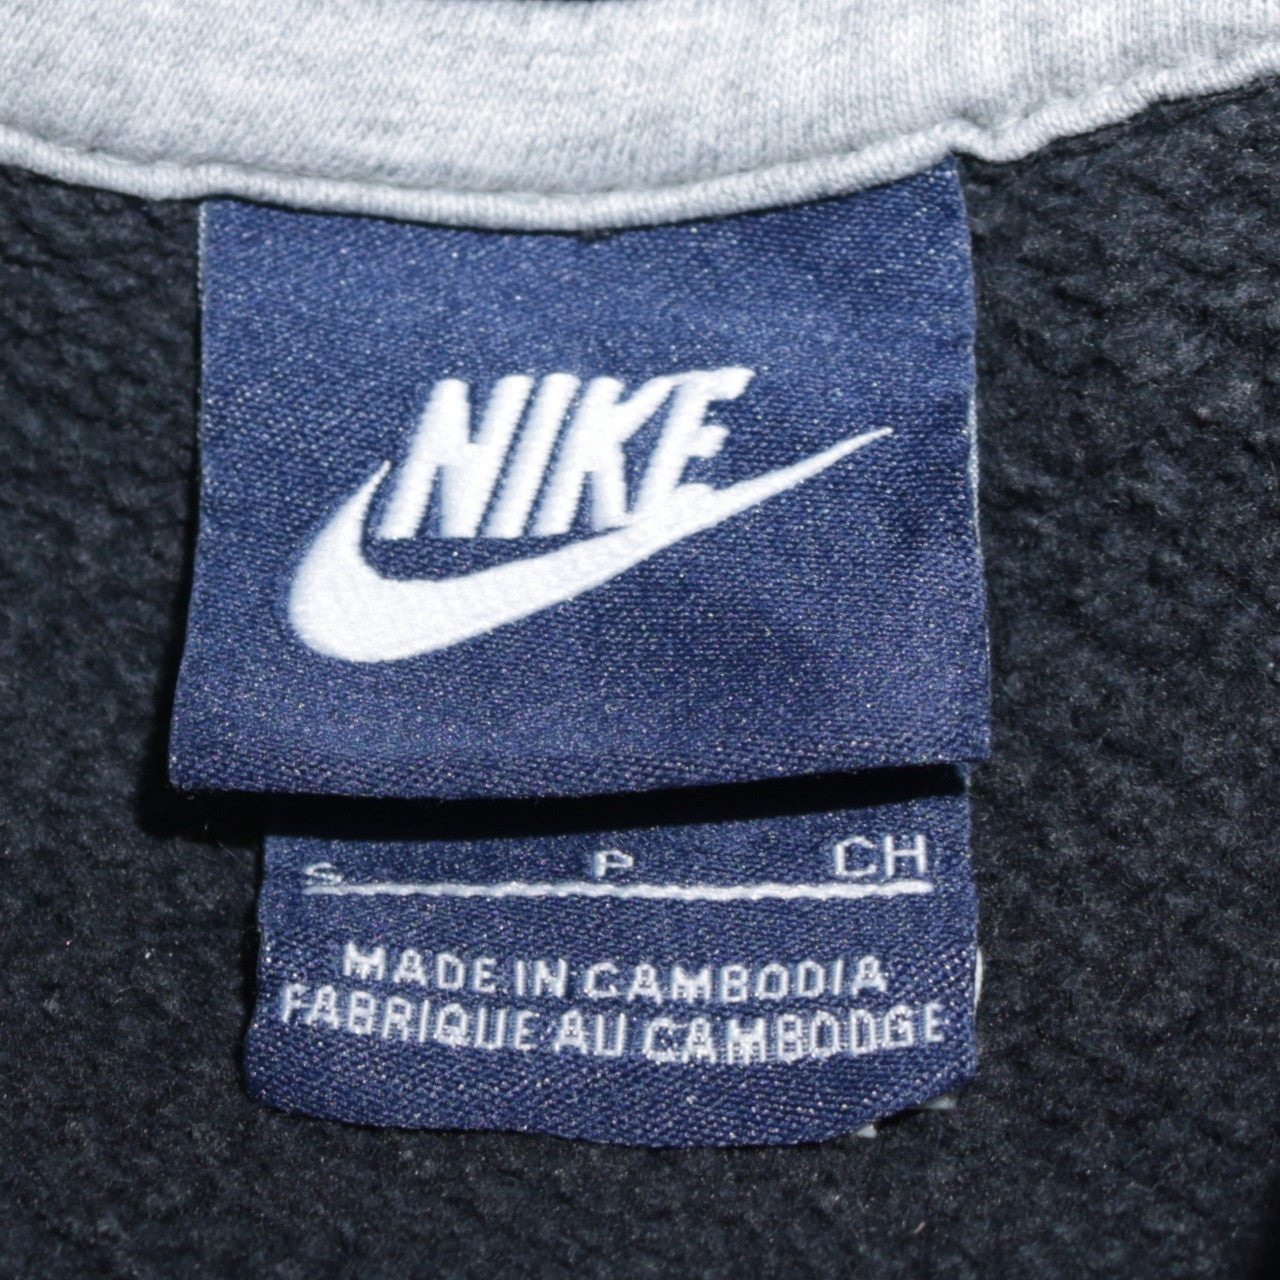 NIKE
S P CH
MADE IN CAMBODIA
FABRIQUE AU CAMBODGE